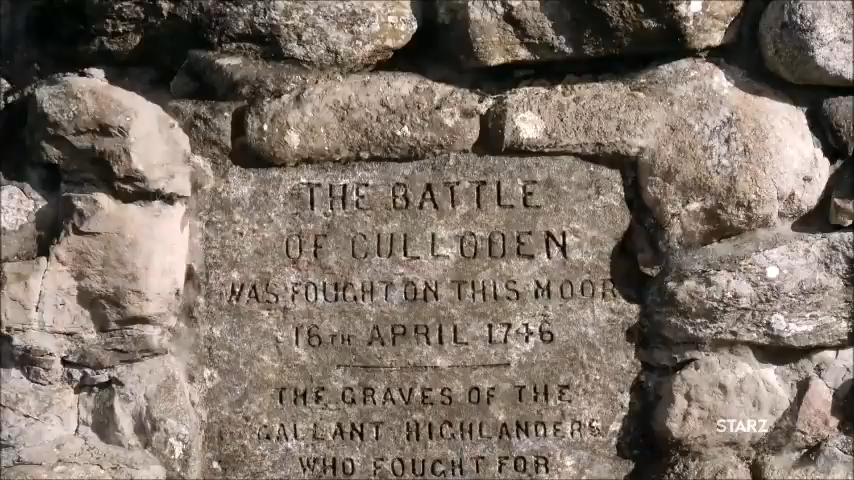 THE BATTLE
OF CULLODEN
WAS FOUGHT ON THIS MOOR
16TH APRIL 1746
THE GRAVES OF THE
GALLANT HIGHLANDERS
WHO FOUGHT FOR
STARZ